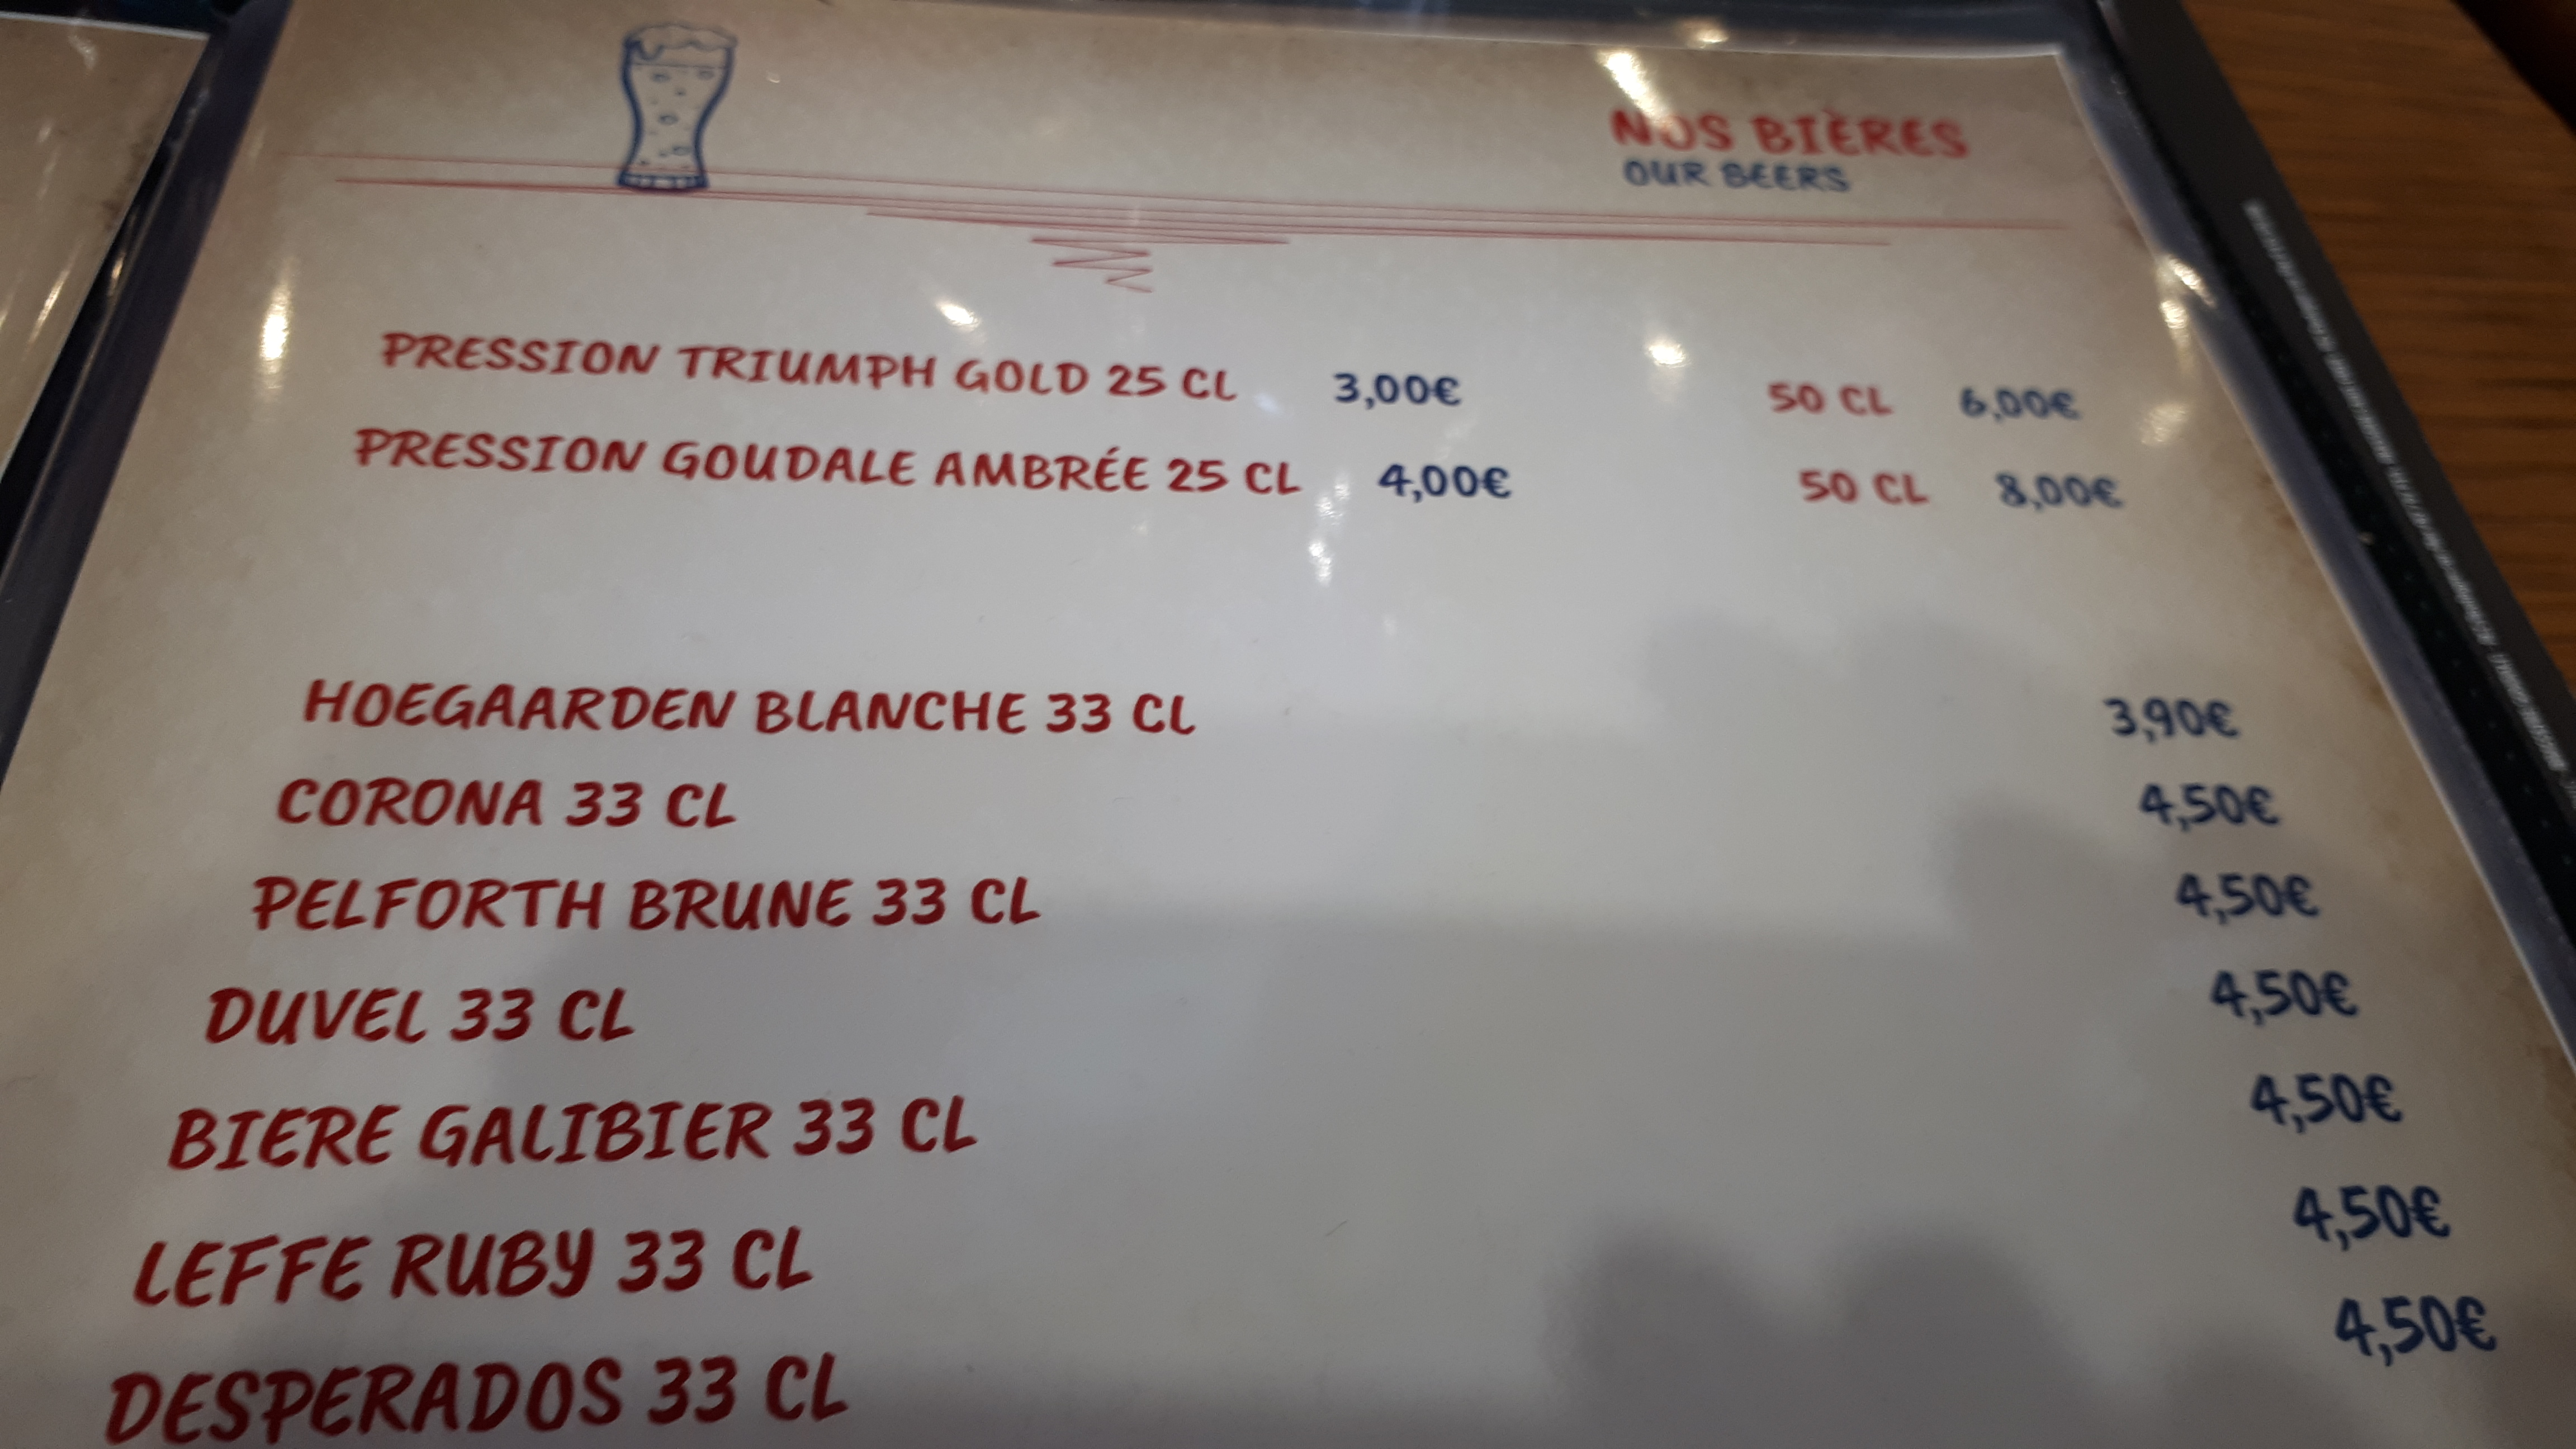 NOS BIÈRES
OUR BEERS
PRESSION TRIUMPH GOLD 25 CL 3,00€ 50 CL 6,00€
PRESSION GOUDALE AMBRÉE 25 CL 4,00€ 50 CL 8,00€
HOEGAARDEN BLANCHE 33 CL 3,90€
CORONA 33 CL 4,50€
PELFORTH BRUNE 33 CL 4,50€
DUVEL 33 CL 4,50€
BIERE GALIBIER 33 CL 4,50€
LEFFE RUBY 33 CL 4,50€
DESPERADOS 33 CL 4,50€